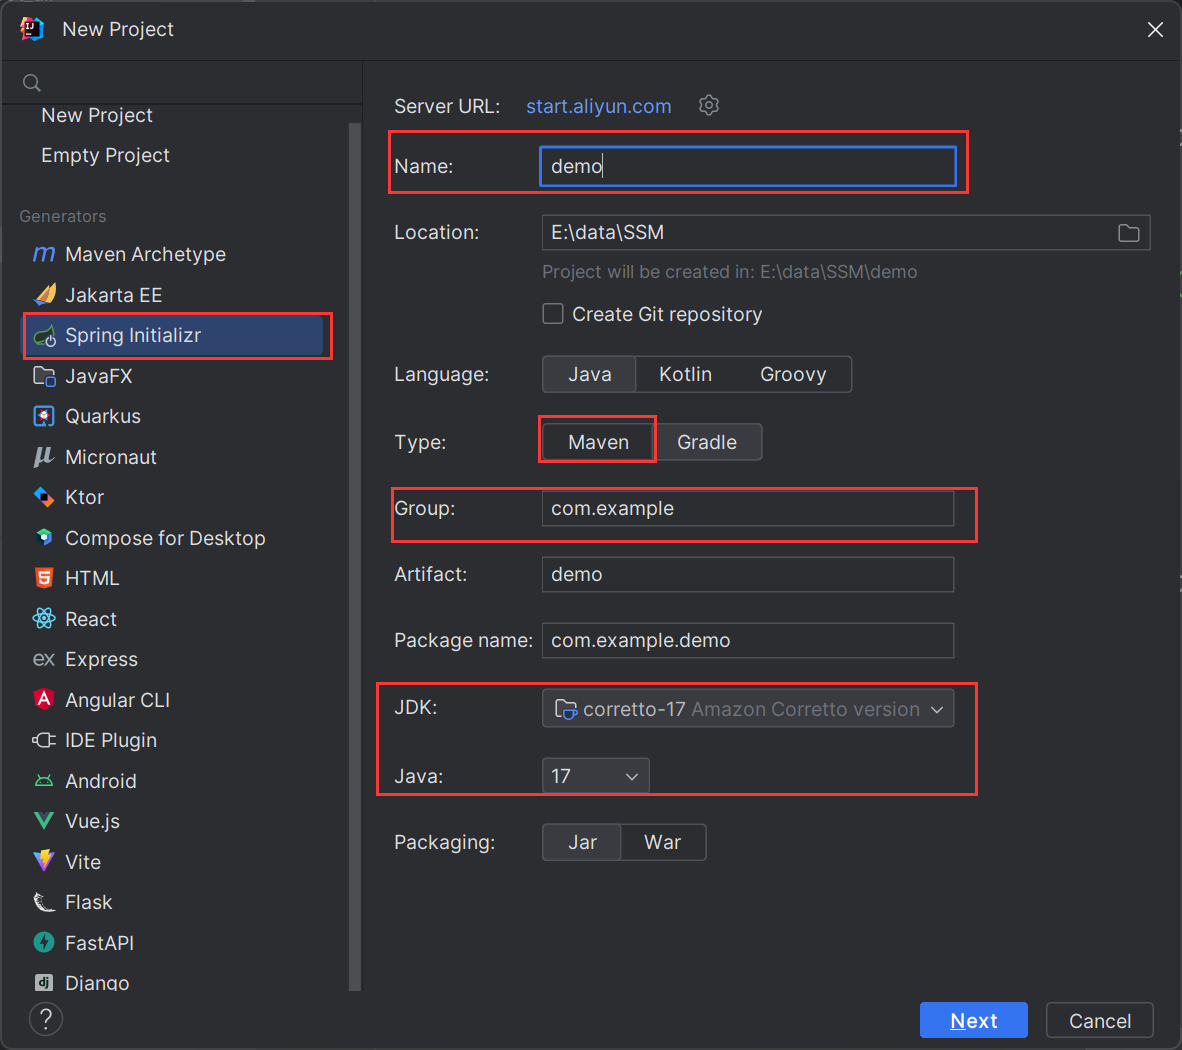 New Project
New Project
Empty Project
Generators
Maven Archetype
Jakarta EE
Spring Initializr
JavaFX
Quarkus
Micronaut
Ktor
Compose for Desktop
HTML
React
ex Express
Angular CLI
IDE Plugin
Android
Vue.js
Vite
Flask
FastAPI
dj Django
?
Server URL: start.aliyun.com
Name: demo
Location: E:\data\SSM
Project will be created in: E:\data\SSM\demo
Create Git repository
Language: Java Kotlin Groovy
Type: Maven Gradle
Group: com.example
Artifact: demo
Package name: com.example.demo
JDK: corretto-17 Amazon Corretto version
Java: 17
Packaging: Jar War
Next Cancel